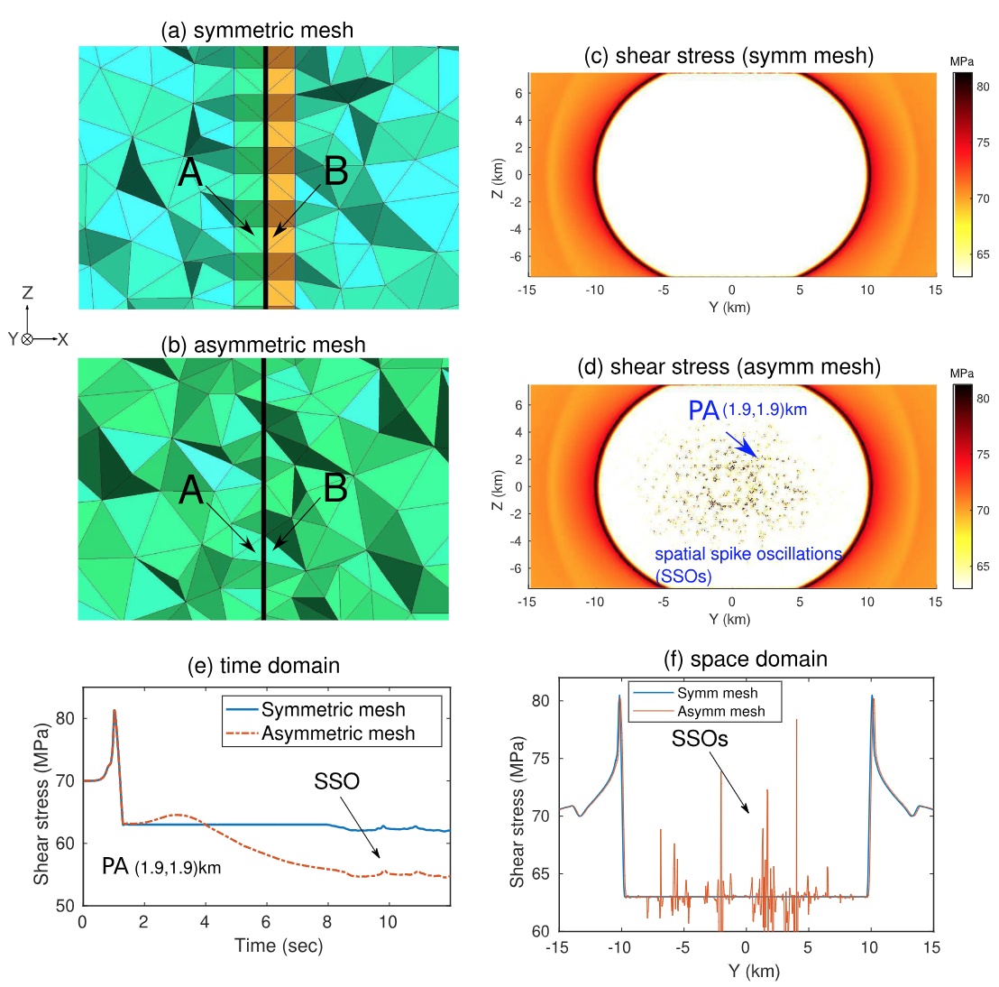 (a) symmetric mesh
A
B
Z
Y
X
(b) asymmetric mesh
A
B
(c) shear stress (symm mesh)
MPa
80
75
70
65
6
4
2
0
-2
-4
-6
Z (km)
-15
-10
-5
0
5
10
15
Y (km)
(d) shear stress (asymm mesh)
MPa
80
75
70
65
PA (1.9,1.9)km
spatial spike oscillations
(SSOs)
6
4
2
0
-2
-4
-6
Z (km)
-15
-10
-5
0
5
10
15
Y (km)
(e) time domain
Symmetric mesh
Asymmetric mesh
SSO
PA (1.9,1.9)km
80
70
60
50
Shear stress (MPa)
0
2
4
6
8
10
Time (sec)
(f) space domain
Symm mesh
Asymm mesh
SSOs
80
75
70
65
60
Shear stress (MPa)
-15
-10
-5
0
5
10
15
Y (km)